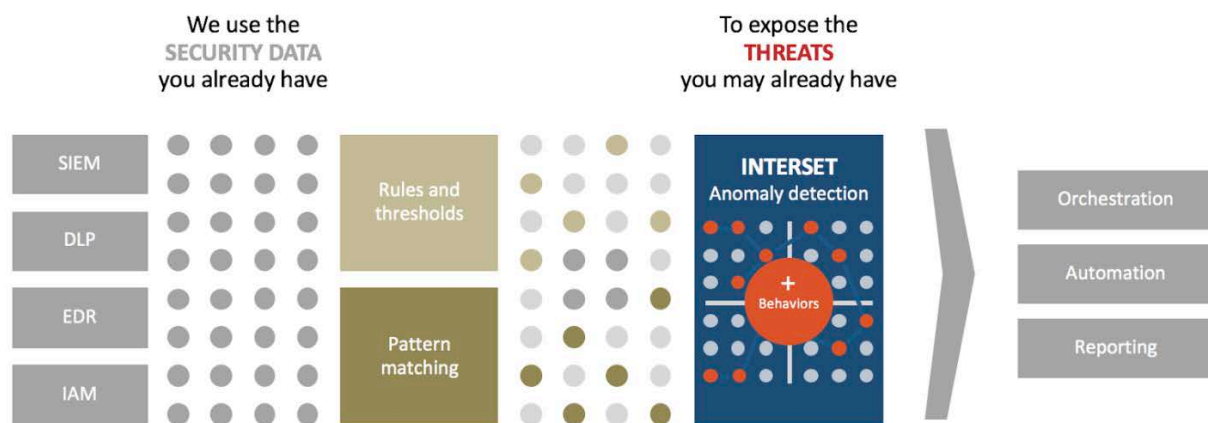 We use the
SECURITY DATA
you already have
To expose the
THREATS
you may already have
SIEM
DLP
EDR
IAM
Rules and
thresholds
Pattern
matching
INTERSET
Anomaly detection
+
Behaviors
Orchestration
Automation
Reporting